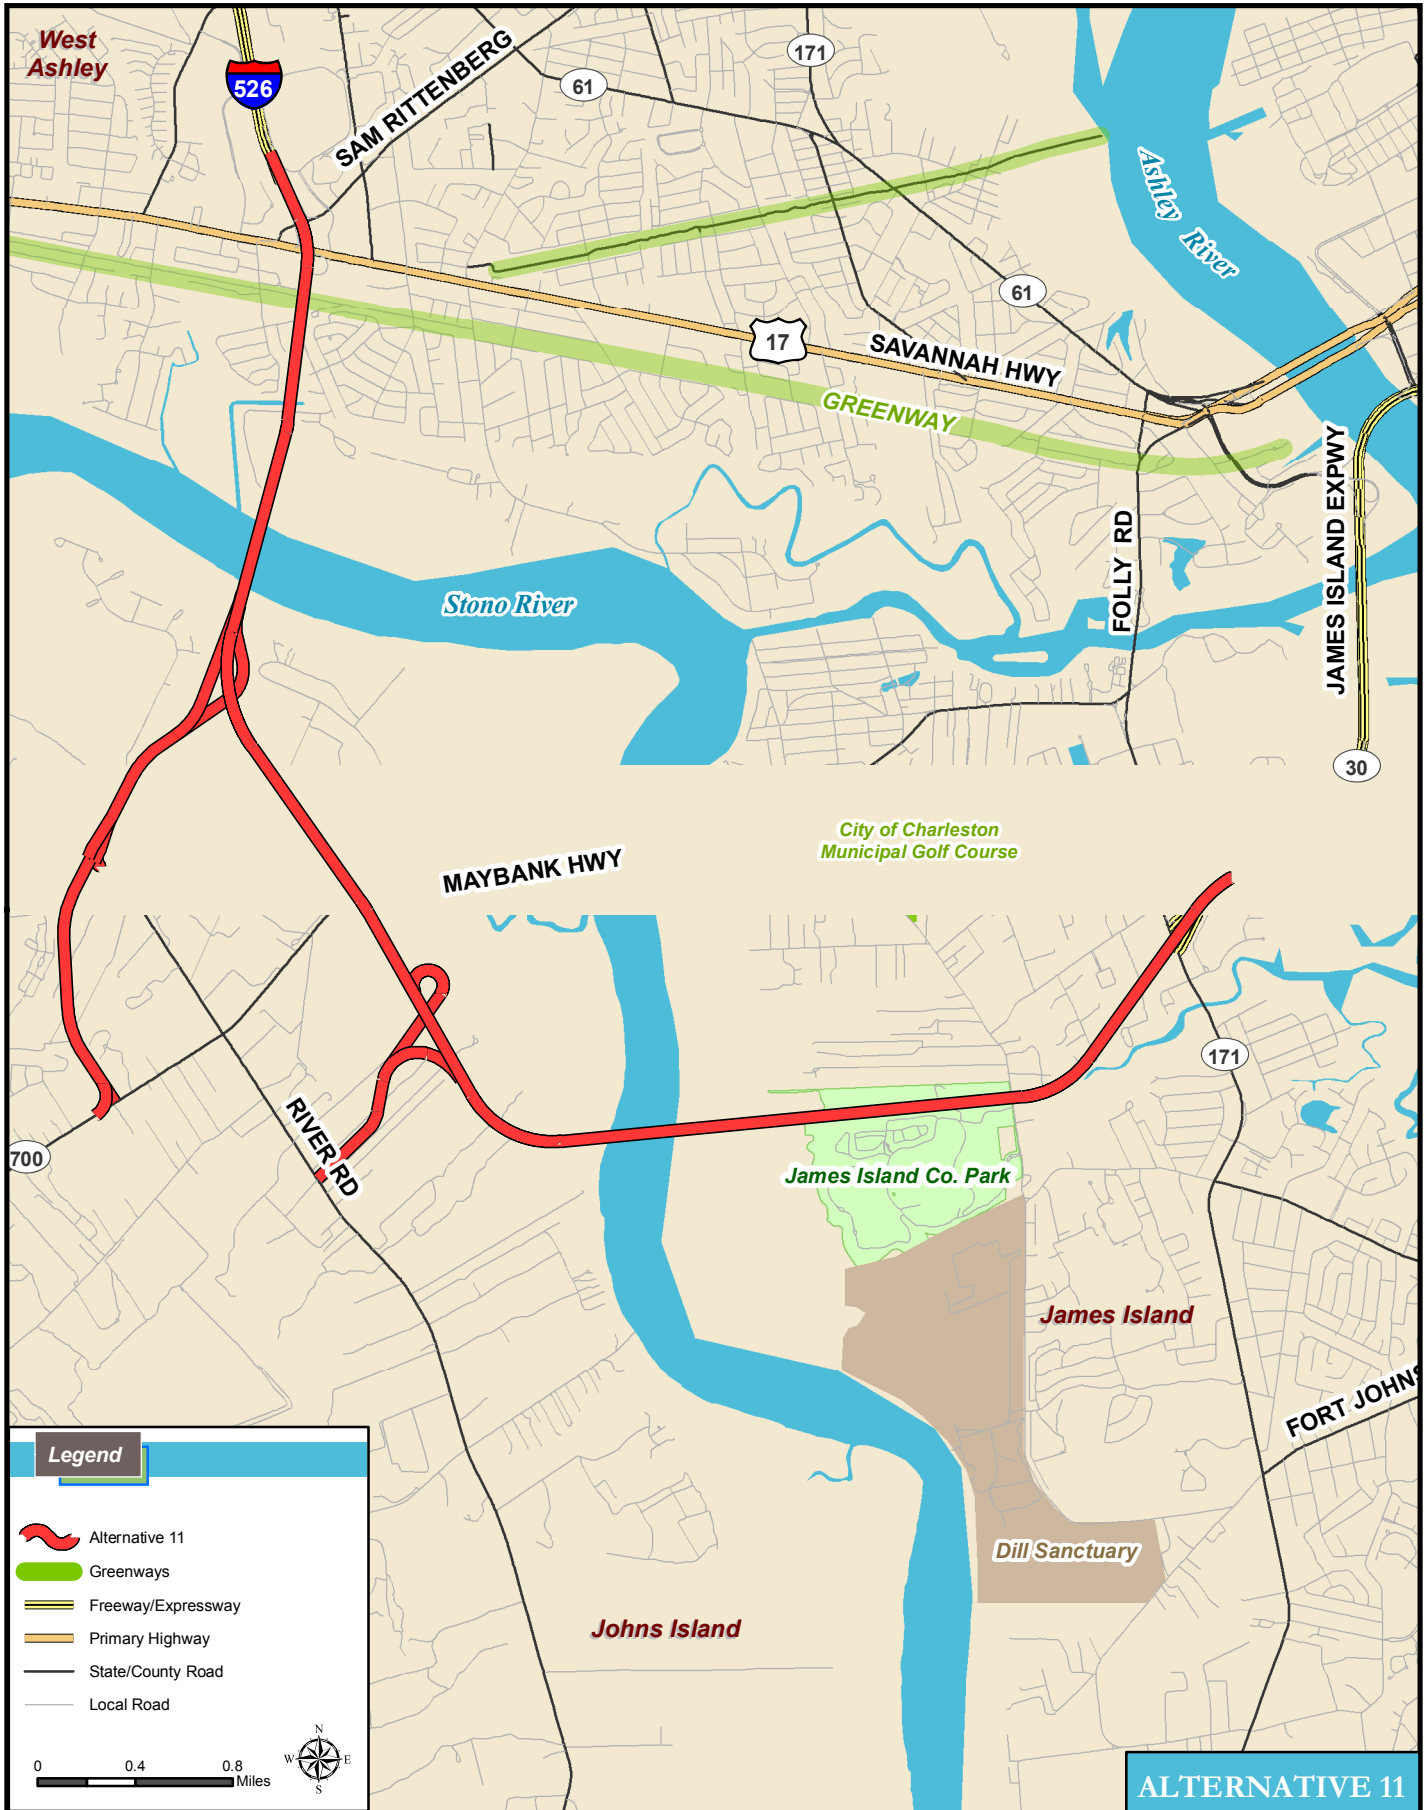 West
Ashley
526
SAM RITTENBERG
61
171
Ashley River
61
17
SAVANNAH HWY
GREENWAY
FOLLY RD
JAMES ISLAND EXPWY
Stono River
30
City of Charleston
Municipal Golf Course
MAYBANK HWY
171
RIVER RD
700
James Island Co. Park
James Island
FORT JOHNS
Dill Sanctuary
Johns Island
Legend
Alternative 11
Greenways
Freeway/Expressway
Primary Highway
State/County Road
Local Road
0 0.4 0.8
Miles
N
W E
S
ALTERNATIVE 11